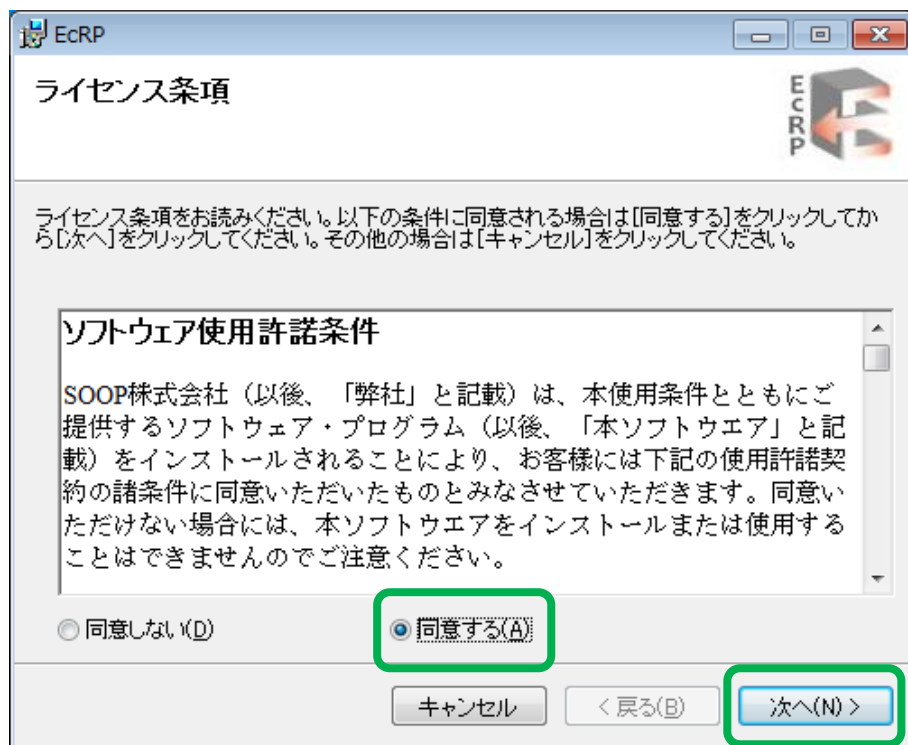 EcRP
ライセンス条項
EcRP
ライセンス条項をお読みください。以下の条件に同意される場合は[同意する]をクリックしてか
ら[次へ]をクリックしてください。その他の場合は[キャンセル]をクリックしてください。
ソフトウェア使用許諾条件
SOOP株式会社（以後、「弊社」と記載）は、本使用条件とともにご
提供するソフトウェア・プログラム（以後、「本ソフトウエア」と記
載）をインストールされることにより、お客様には下記の使用許諾契
約の諸条件に同意いただいたものとみなさせていただきます。同意い
ただけない場合には、本ソフトウエアをインストールまたは使用する
ことはできませんのでご注意ください。
同意しない(D)
同意する(A)
キャンセル
< 戻る(B)
次へ(N) >